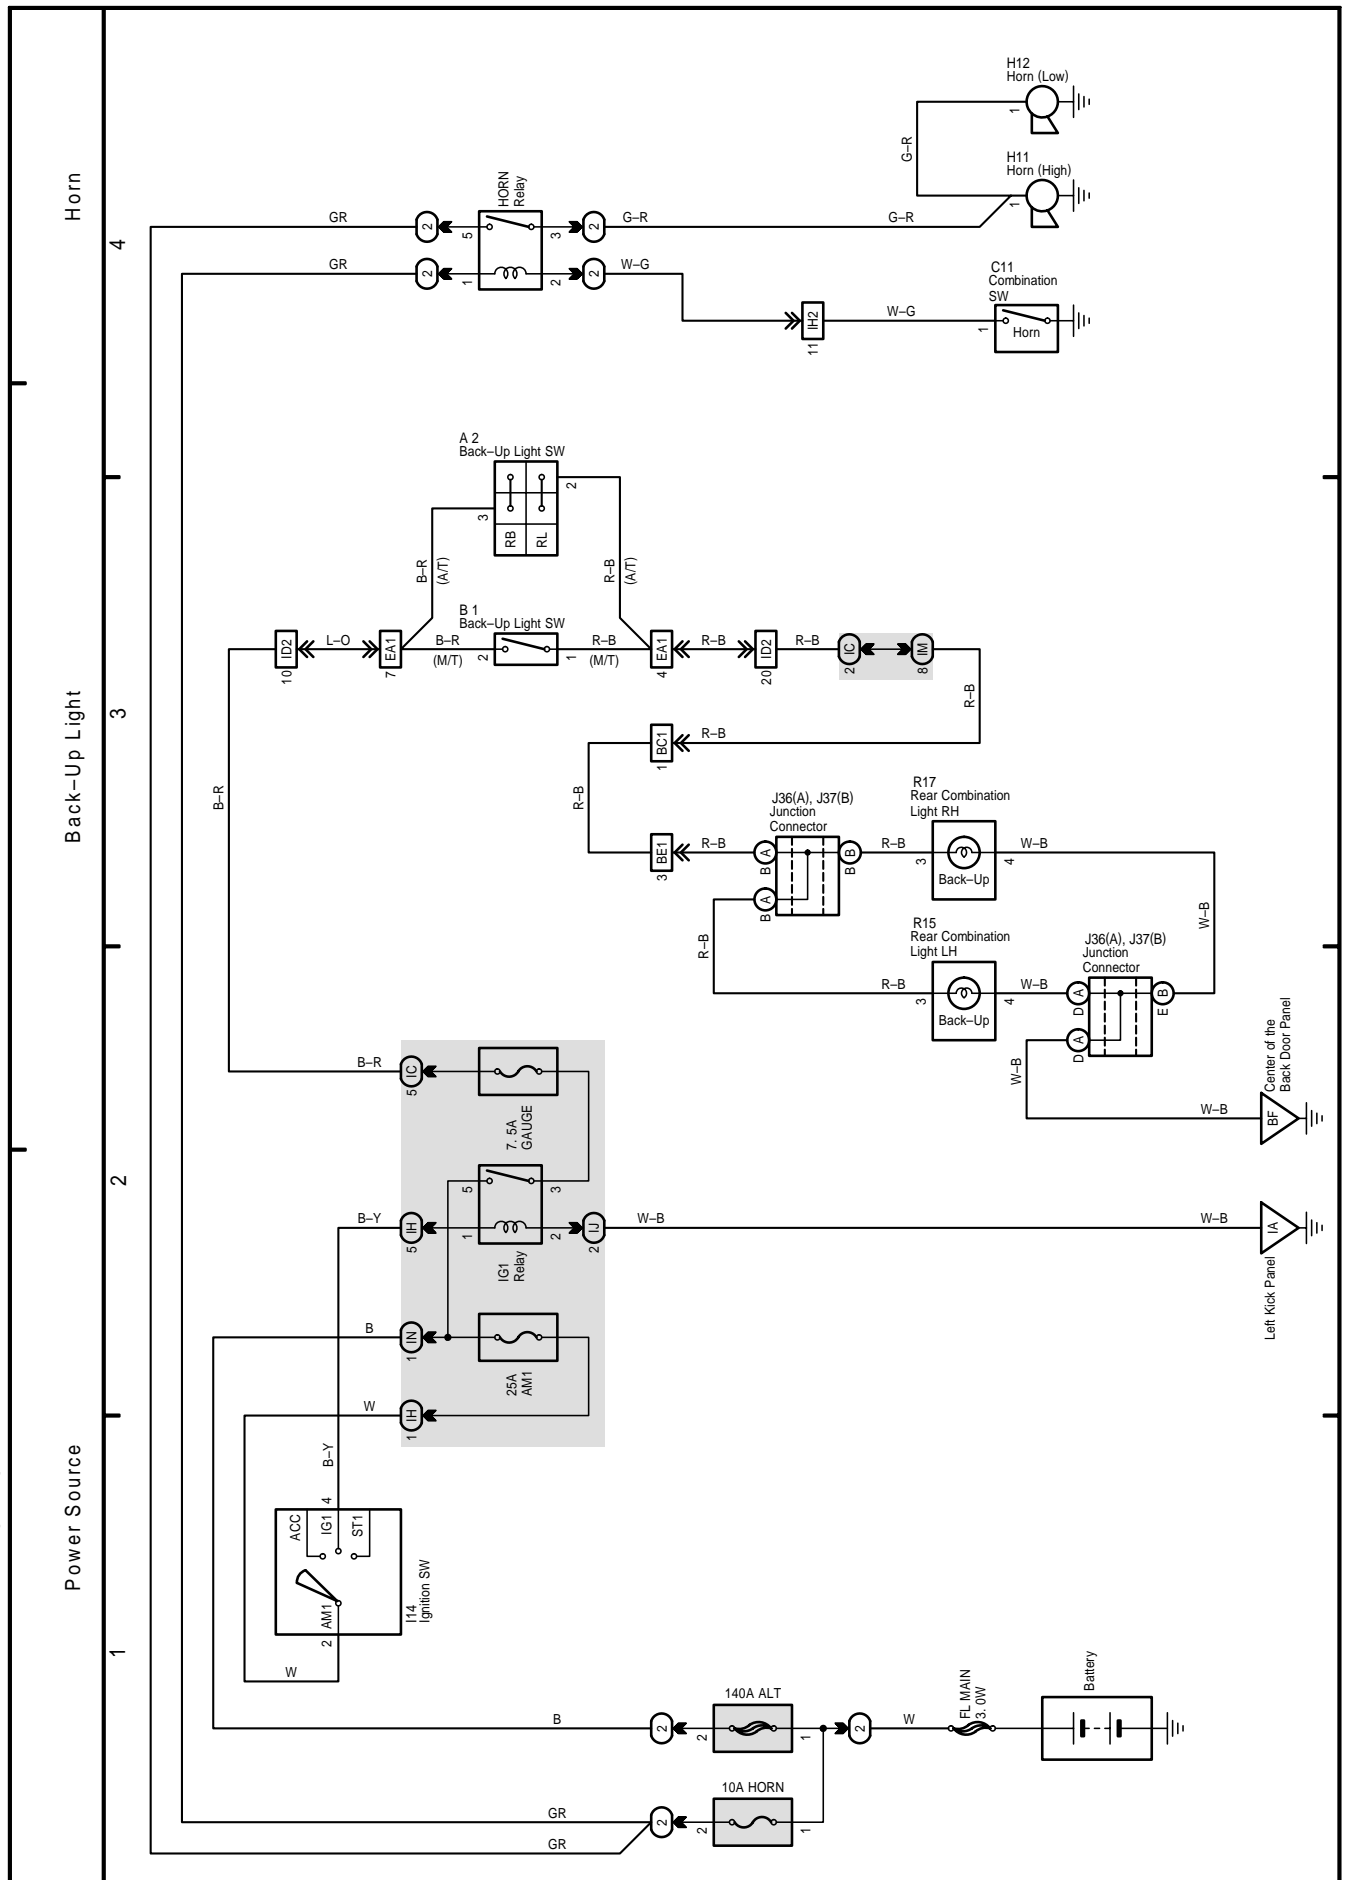 H12
Horn (Low)
1
G–R
H11
Horn (High)
1
Horn
4
HORN
Relay
GR
2
5
3
2
G–R
G–R
GR
2
1
2
2
W–G
C11
Combination
SW
IH2
11
W–G
1
Horn
A 2
Back–Up Light SW
2
3
RB
RL
B–R
(A/T)
R–B
(A/T)
B 1
Back–Up Light SW
ID2
10
L–O
EA1
7
B–R
(M/T)
2
1
R–B
(M/T)
EA1
4
R–B
ID2
20
R–B
IC
2
IM
8
R–B
Back–Up Light
3
BC1
1
R–B
R–B
B–R
J36(A), J37(B)
Junction
Connector
R17
Rear Combination
Light RH
BE1
3
R–B
A
B
B
B
R–B
3
4
W–B
Back–Up
A
B
R–B
W–B
R15
Rear Combination
Light LH
J36(A), J37(B)
Junction
Connector
R–B
3
4
W–B
A
D
B
E
Back–Up
A
D
W–B
Center of the
Back Door Panel
B–R
IC
5
7. 5A
GAUGE
W–B
BF
2
5
3
B–Y
IH
5
1
2
IJ
2
W–B
W–B
IA
IG1
Relay
Left Kick Panel
B
IN
1
25A
AM1
W
IH
1
B–Y
Power Source
4
ACC
IG1
ST1
AM1
2
I14
Ignition SW
W
1
140A ALT
B
2
2
1
2
W
FL MAIN
3. 0W
Battery
10A HORN
GR
2
2
1
GR